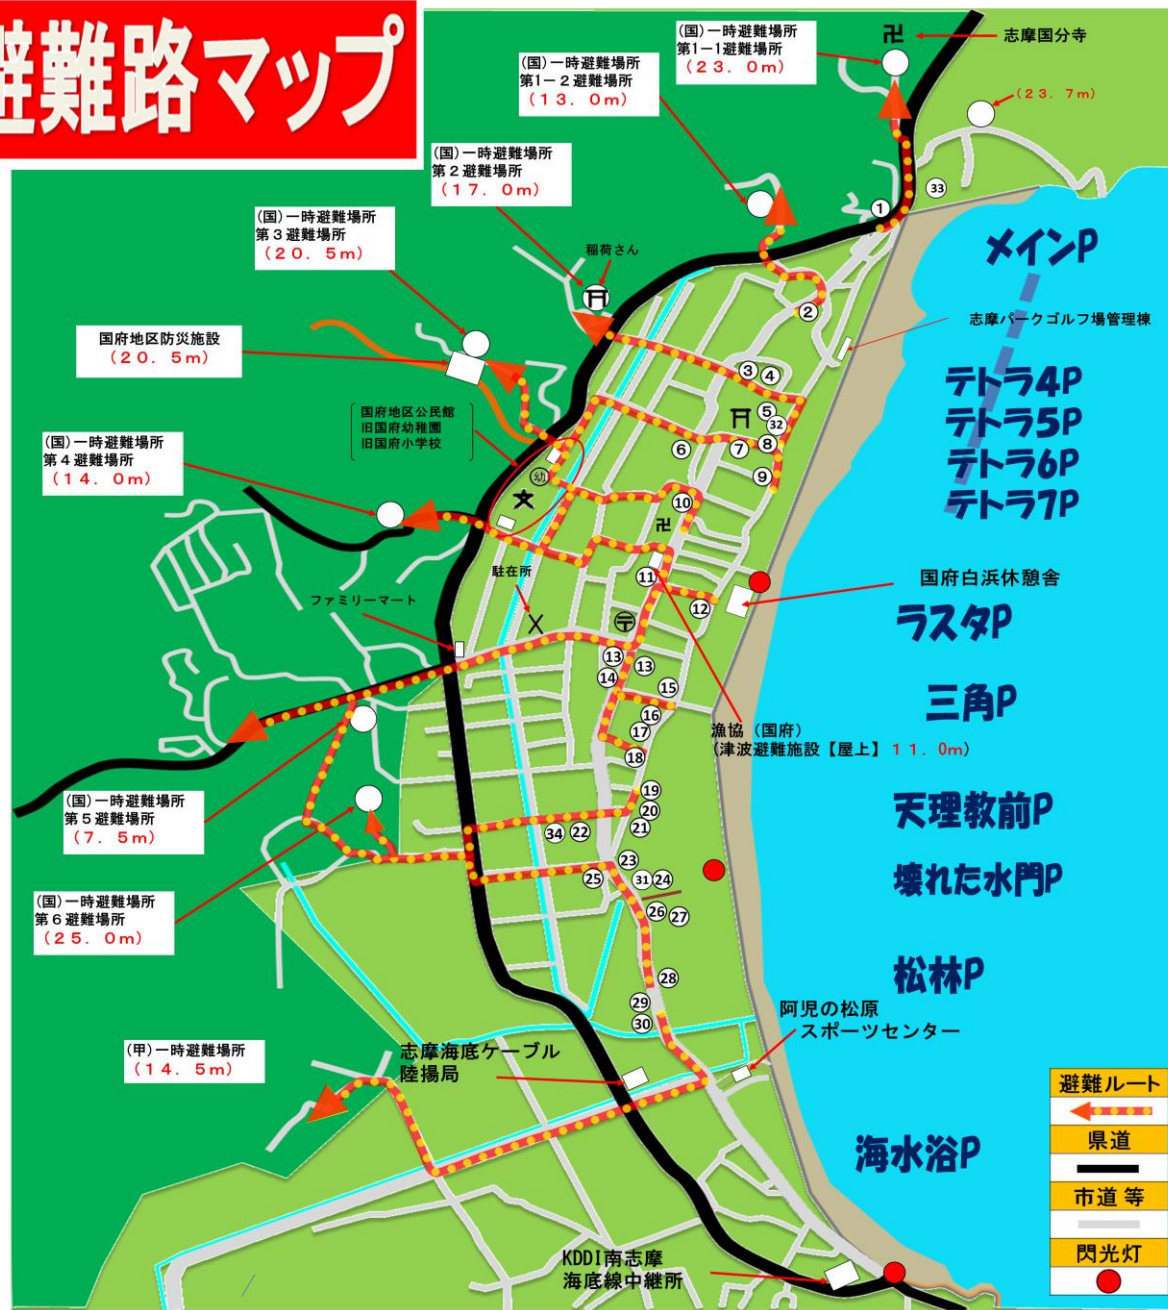 避難路マップ
(国)一時避難場所
第1-1避難場所
(23.0m)
志摩国分寺
(国)一時避難場所
第1-2避難場所
(13.0m)
(23.7m)
(国)一時避難場所
第2避難場所
(17.0m)
33
1
(国)一時避難場所
第3避難場所
(20.5m)
稲荷さん
メインP
2
志摩パークゴルフ場管理棟
国府地区防災施設
(20.5m)
3
4
テトラ4P
テトラ5P
テトラ6P
テトラ7P
国府地区公民館
旧国府幼稚園
旧国府小学校
5
32
6
7
8
9
(国)一時避難場所
第4避難場所
(14.0m)
幼
10
卍
卍
駐在所
11
国府白浜休憩舎
ファミリーマート
12
ラスタP
〒
13
13
14
15
三角P
16
17
漁協(国府)
(津波避難施設【屋上】11.0m)
18
(国)一時避難場所
第5避難場所
(7.5m)
19
20
21
天理教前P
34
22
23
壊れた水門P
25
31
24
(国)一時避難場所
第6避難場所
(25.0m)
26
27
28
松林P
29
30
阿児の松原
スポーツセンター
(甲)一時避難場所
(14.5m)
志摩海底ケーブル
陸揚局
海水浴P
避難ルート
県道
市道等
閃光灯
KDDI南志摩
海底線中継所